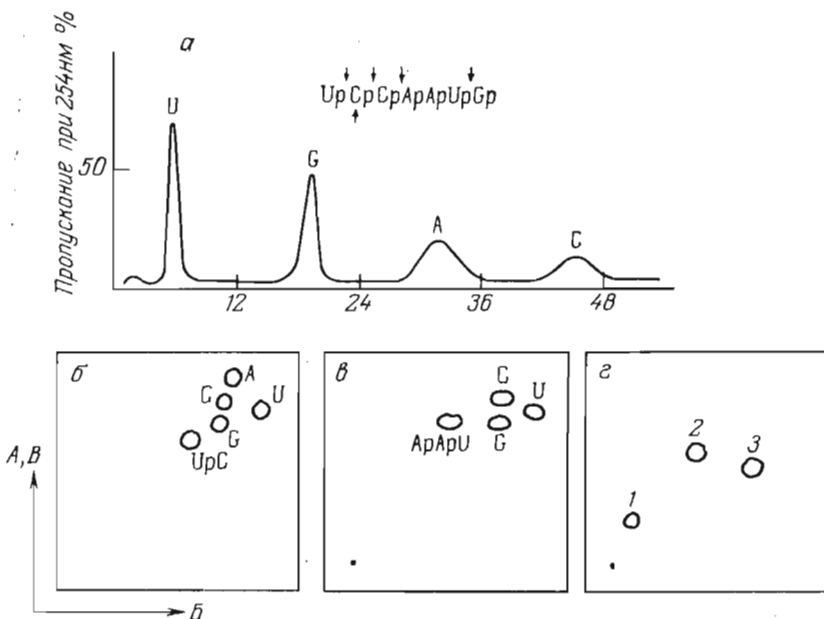 а
Пропускание при 254нм %
50
UpCpCpApApUpGp
U
G
A
C
12
24
36
48
б
A
C
U
G
UpC
в
C
U
ApApU
G
г
1
2
3
А, В
Б